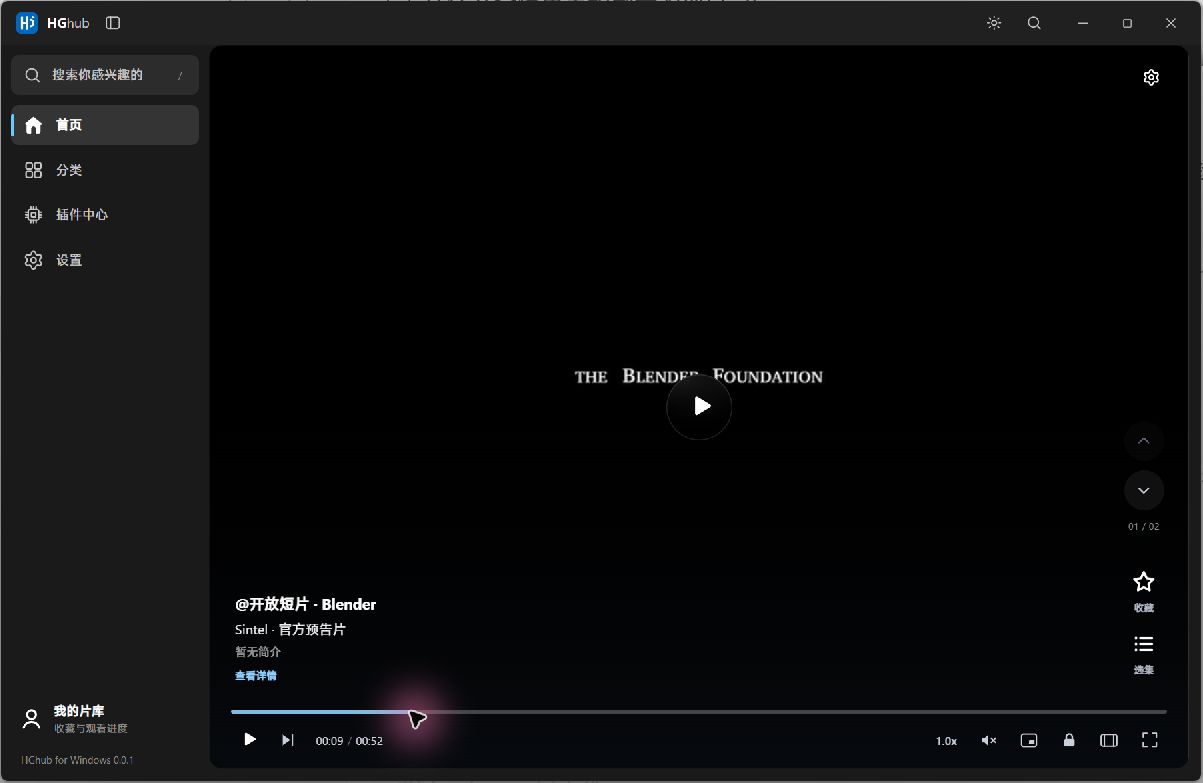 HGhub
搜索你感兴趣的 /
首页
分类
插件中心
设置
THE BLENDER FOUNDATION
01 / 02
收藏
选集
@开放短片 · Blender
Sintel · 官方预告片
暂无简介
查看详情
00:09 / 00:52
1.0x
我的片库
收藏与观看进度
HGhub for Windows 0.0.1